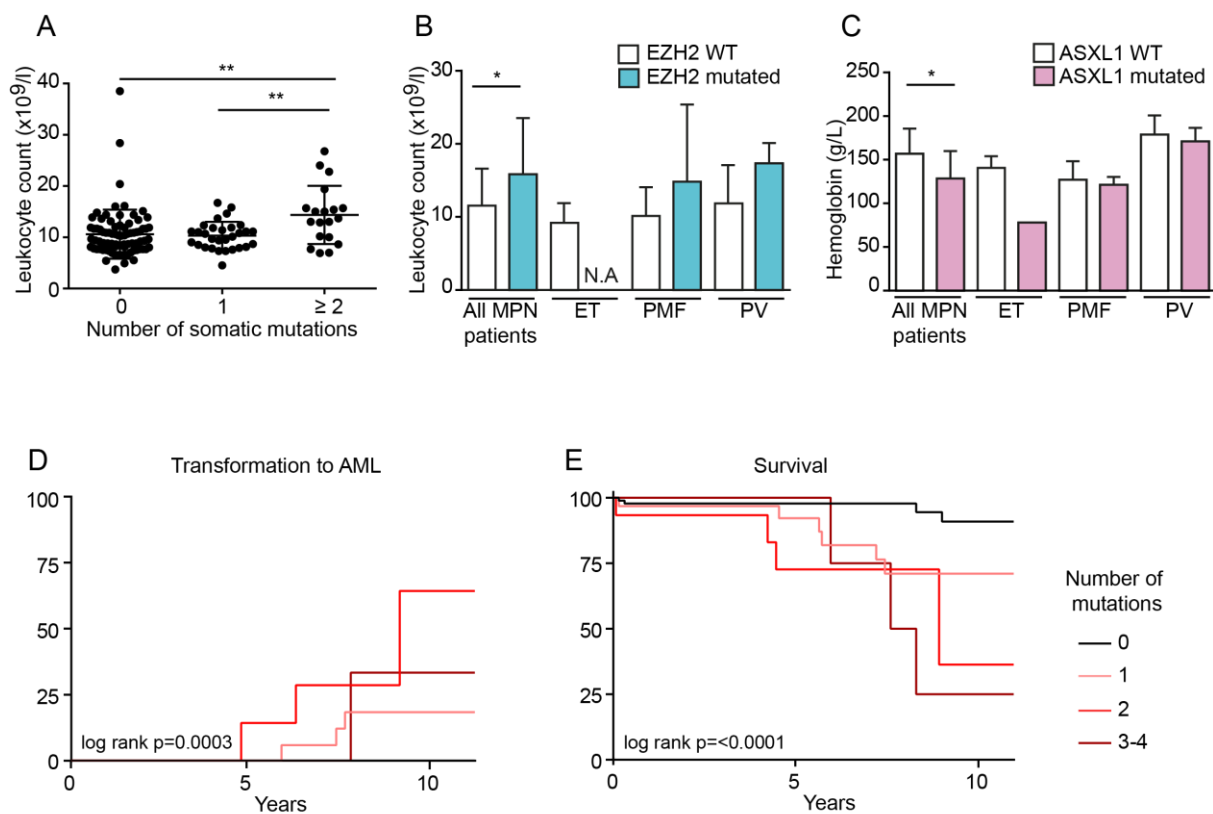 A
Leukocyte count (x10⁹/l)
40
30
20
10
0
**
**
0 1 ≥ 2
Number of somatic mutations
B
EZH2 WT
EZH2 mutated
Leukocyte count (x10⁹/l)
30
20
10
0
*
N.A
All MPN patients ET PMF PV
C
ASXL1 WT
ASXL1 mutated
Hemoglobin (g/L)
250
200
150
100
50
0
*
All MPN patients ET PMF PV
D
Transformation to AML
100
75
50
25
log rank p=0.0003
0 5 10
Years
E
Survival
100
75
50
25
log rank p=<0.0001
0 5 10
Years
Number of
mutations
0
1
2
3-4